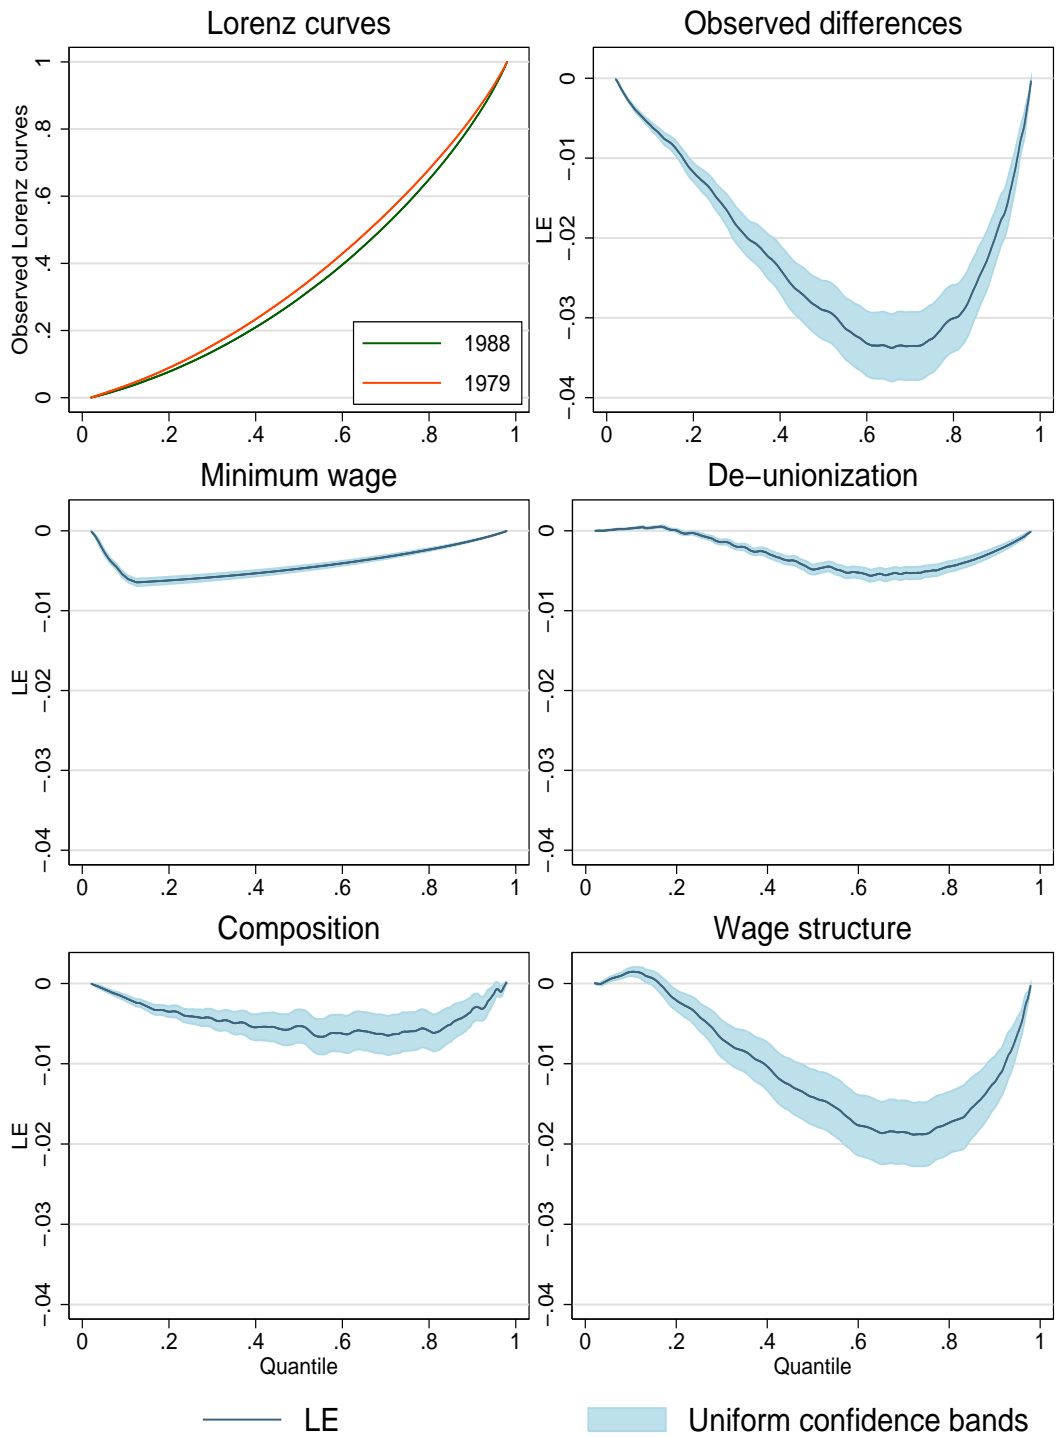 Lorenz curves
Observed Lorenz curves
1
.8
.6
.4
.2
0
1988
1979
0 .2 .4 .6 .8 1
Observed differences
LE
0
−.01
−.02
−.03
−.04
0 .2 .4 .6 .8 1
Minimum wage
LE
0
−.01
−.02
−.03
−.04
0 .2 .4 .6 .8 1
De−unionization
0
−.01
−.02
−.03
−.04
0 .2 .4 .6 .8 1
Composition
LE
0
−.01
−.02
−.03
−.04
0 .2 .4 .6 .8 1
Quantile
Wage structure
0
−.01
−.02
−.03
−.04
0 .2 .4 .6 .8 1
Quantile
LE
Uniform confidence bands